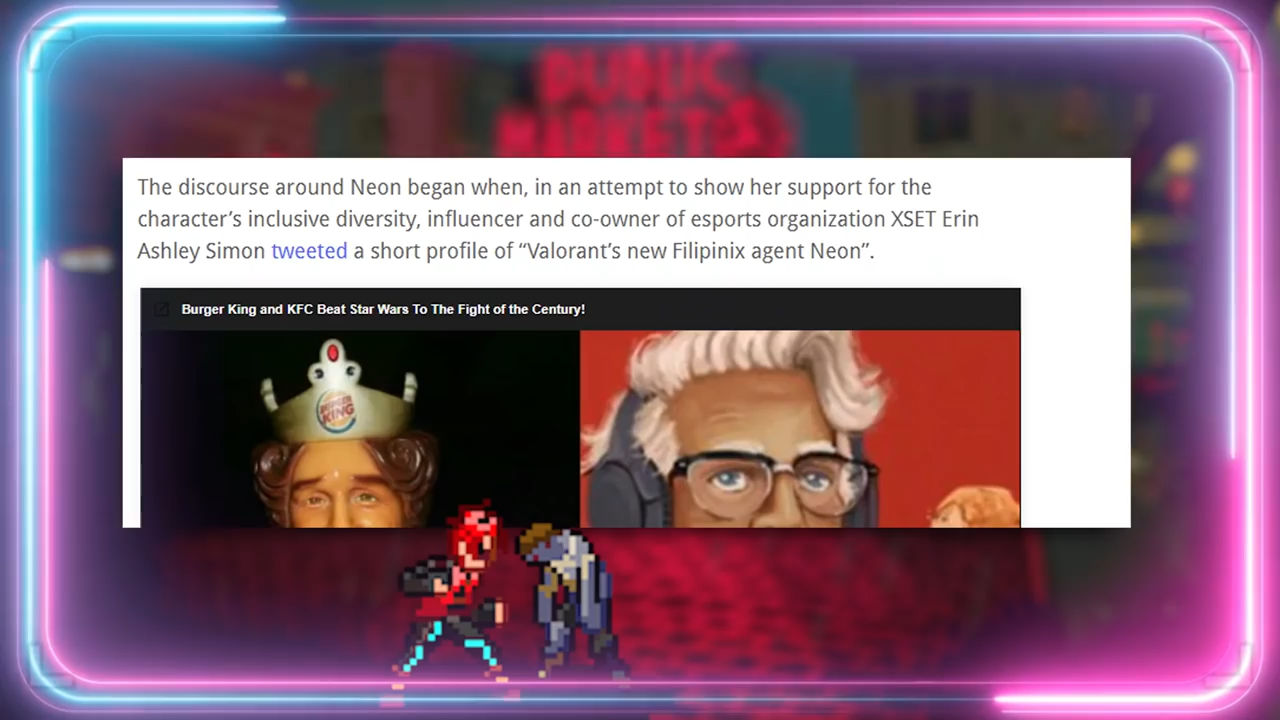 PUBLIC
MARKET
The discourse around Neon began when, in an attempt to show her support for the
character’s inclusive diversity, influencer and co-owner of esports organization XSET Erin
Ashley Simon tweeted a short profile of “Valorant’s new Filipinix agent Neon”.
Burger King and KFC Beat Star Wars To The Fight of the Century!
BURGER
KING